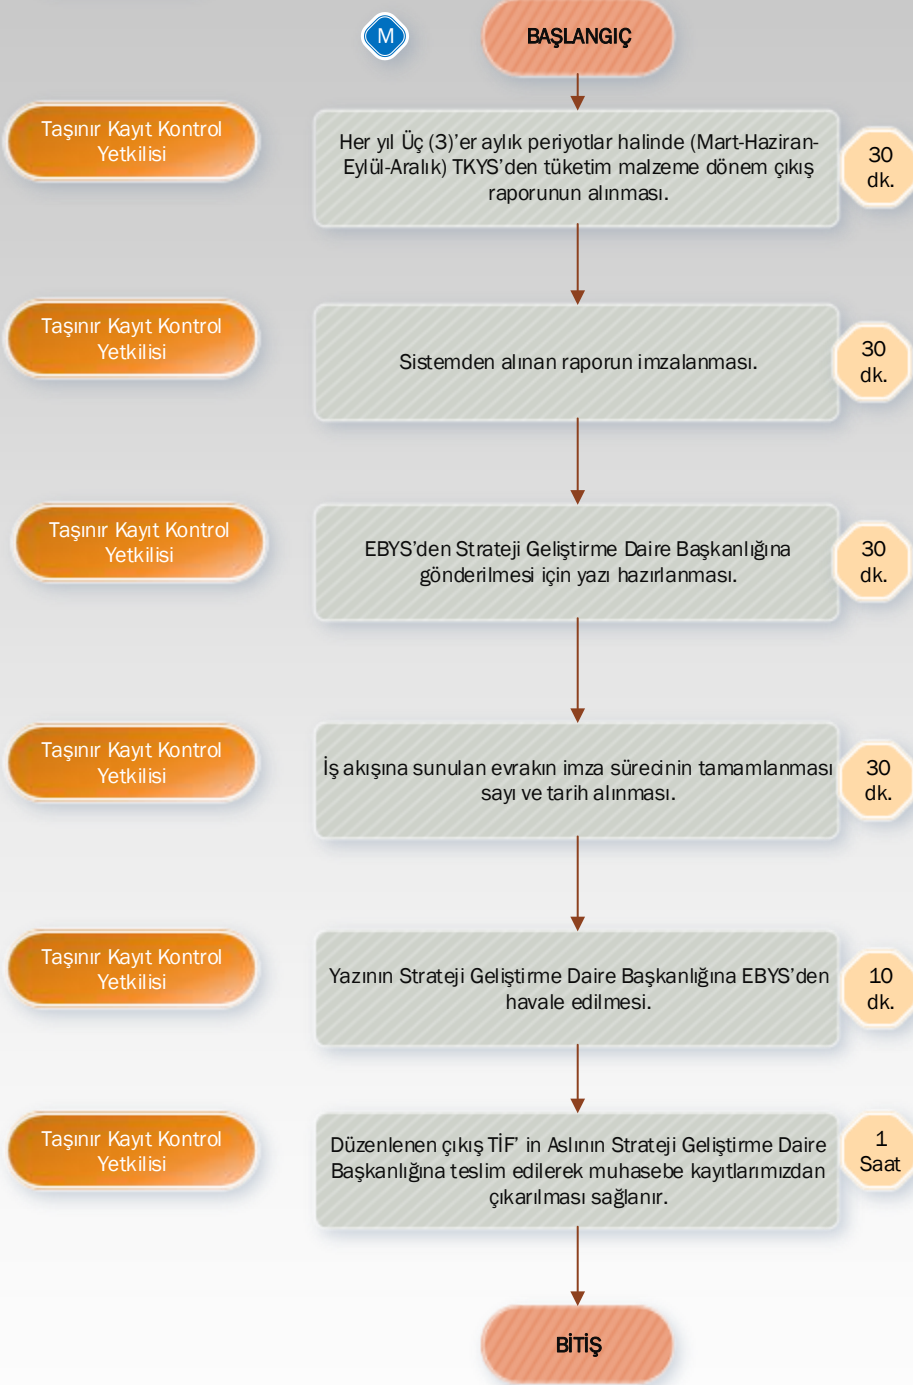 M
BAŞLANGIÇ
Taşınır Kayıt Kontrol
Yetkilisi
Her yıl Üç (3)'er aylık periyotlar halinde (Mart-Haziran-
Eylül-Aralık) TKYS'den tüketim malzeme dönem çıkış
raporunun alınması.
30
dk.
Taşınır Kayıt Kontrol
Yetkilisi
Sistemden alınan raporun imzalanması.
30
dk.
Taşınır Kayıt Kontrol
Yetkilisi
EBYS'den Strateji Geliştirme Daire Başkanlığına
gönderilmesi için yazı hazırlanması.
30
dk.
Taşınır Kayıt Kontrol
Yetkilisi
İş akışına sunulan evrakın imza sürecinin tamamlanması
sayı ve tarih alınması.
30
dk.
Taşınır Kayıt Kontrol
Yetkilisi
Yazının Strateji Geliştirme Daire Başkanlığına EBYS'den
havale edilmesi.
10
dk.
Taşınır Kayıt Kontrol
Yetkilisi
Düzenlenen çıkış TİF' in Aslının Strateji Geliştirme Daire
Başkanlığına teslim edilerek muhasebe kayıtlarımızdan
çıkarılması sağlanır.
1
Saat
BİTİŞ